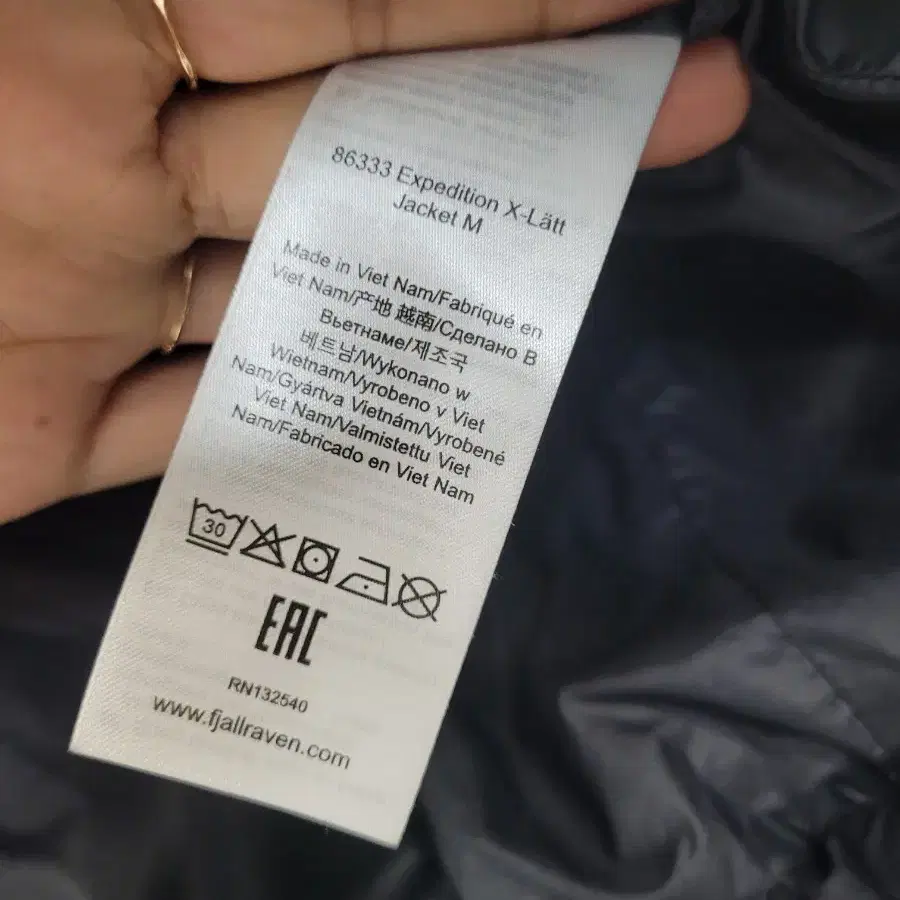 86333 Expedition X-Lätt
Jacket M
Made in Viet Nam/Fabriqué en
Viet Nam/产地 越南/Сделано В
Вьетнаме/제조국
베트남/Wykonano w
Wietnam/Vyrobeno v Viet
Nam/Gyártva Vietnám/Vyrobené
Viet Nam/Valmistettu Viet
Nam/Fabricado en Viet Nam
30
EAC
RN132540
www.fjallraven.com